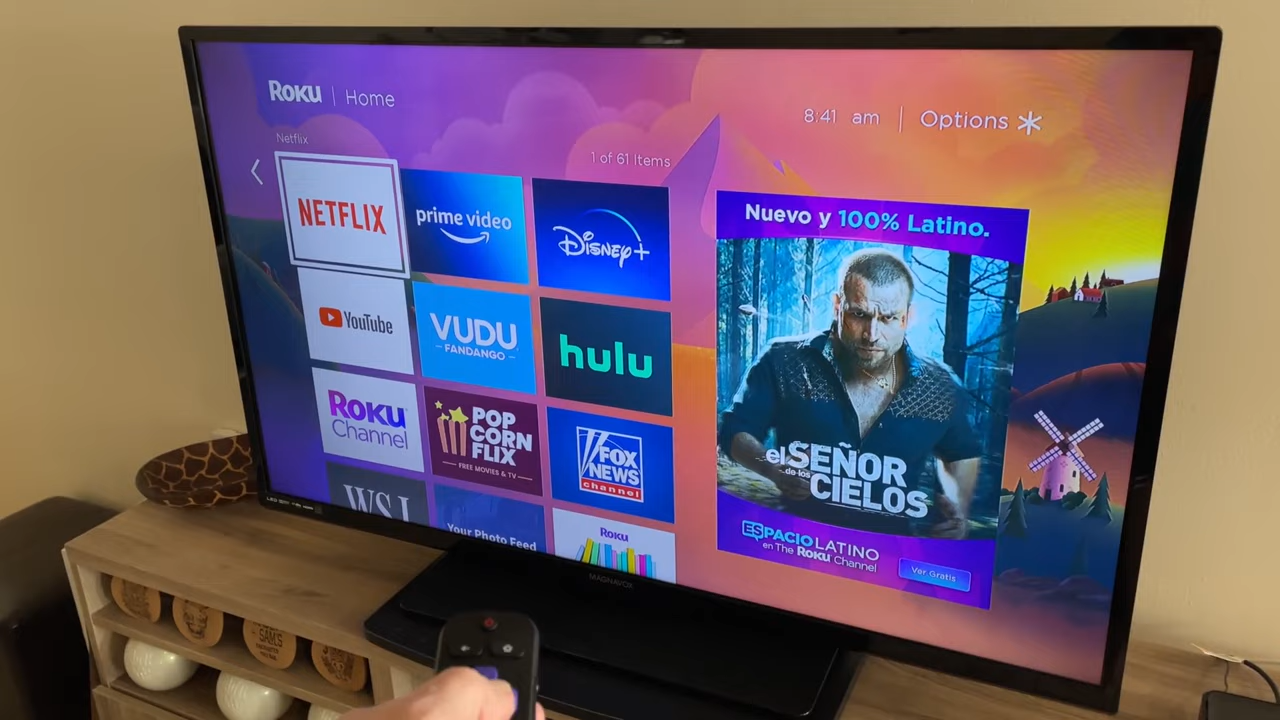 Roku | Home
8:41 am | Options
Netflix
1 of 61 Items
NETFLIX
prime video
Disney+
YouTube
VUDU
FANDANGO
hulu
Roku
Channel
POP
CORN
FLIX
FREE MOVIES & TV
FOX
NEWS
channel
WSJ
Your Photo Feed
Roku
Nuevo y 100% Latino.
el SEÑOR
de los
CIELOS
ESPACIO LATINO
en The Roku Channel
Ver Gratis
MAGNAVOX
SAM'S